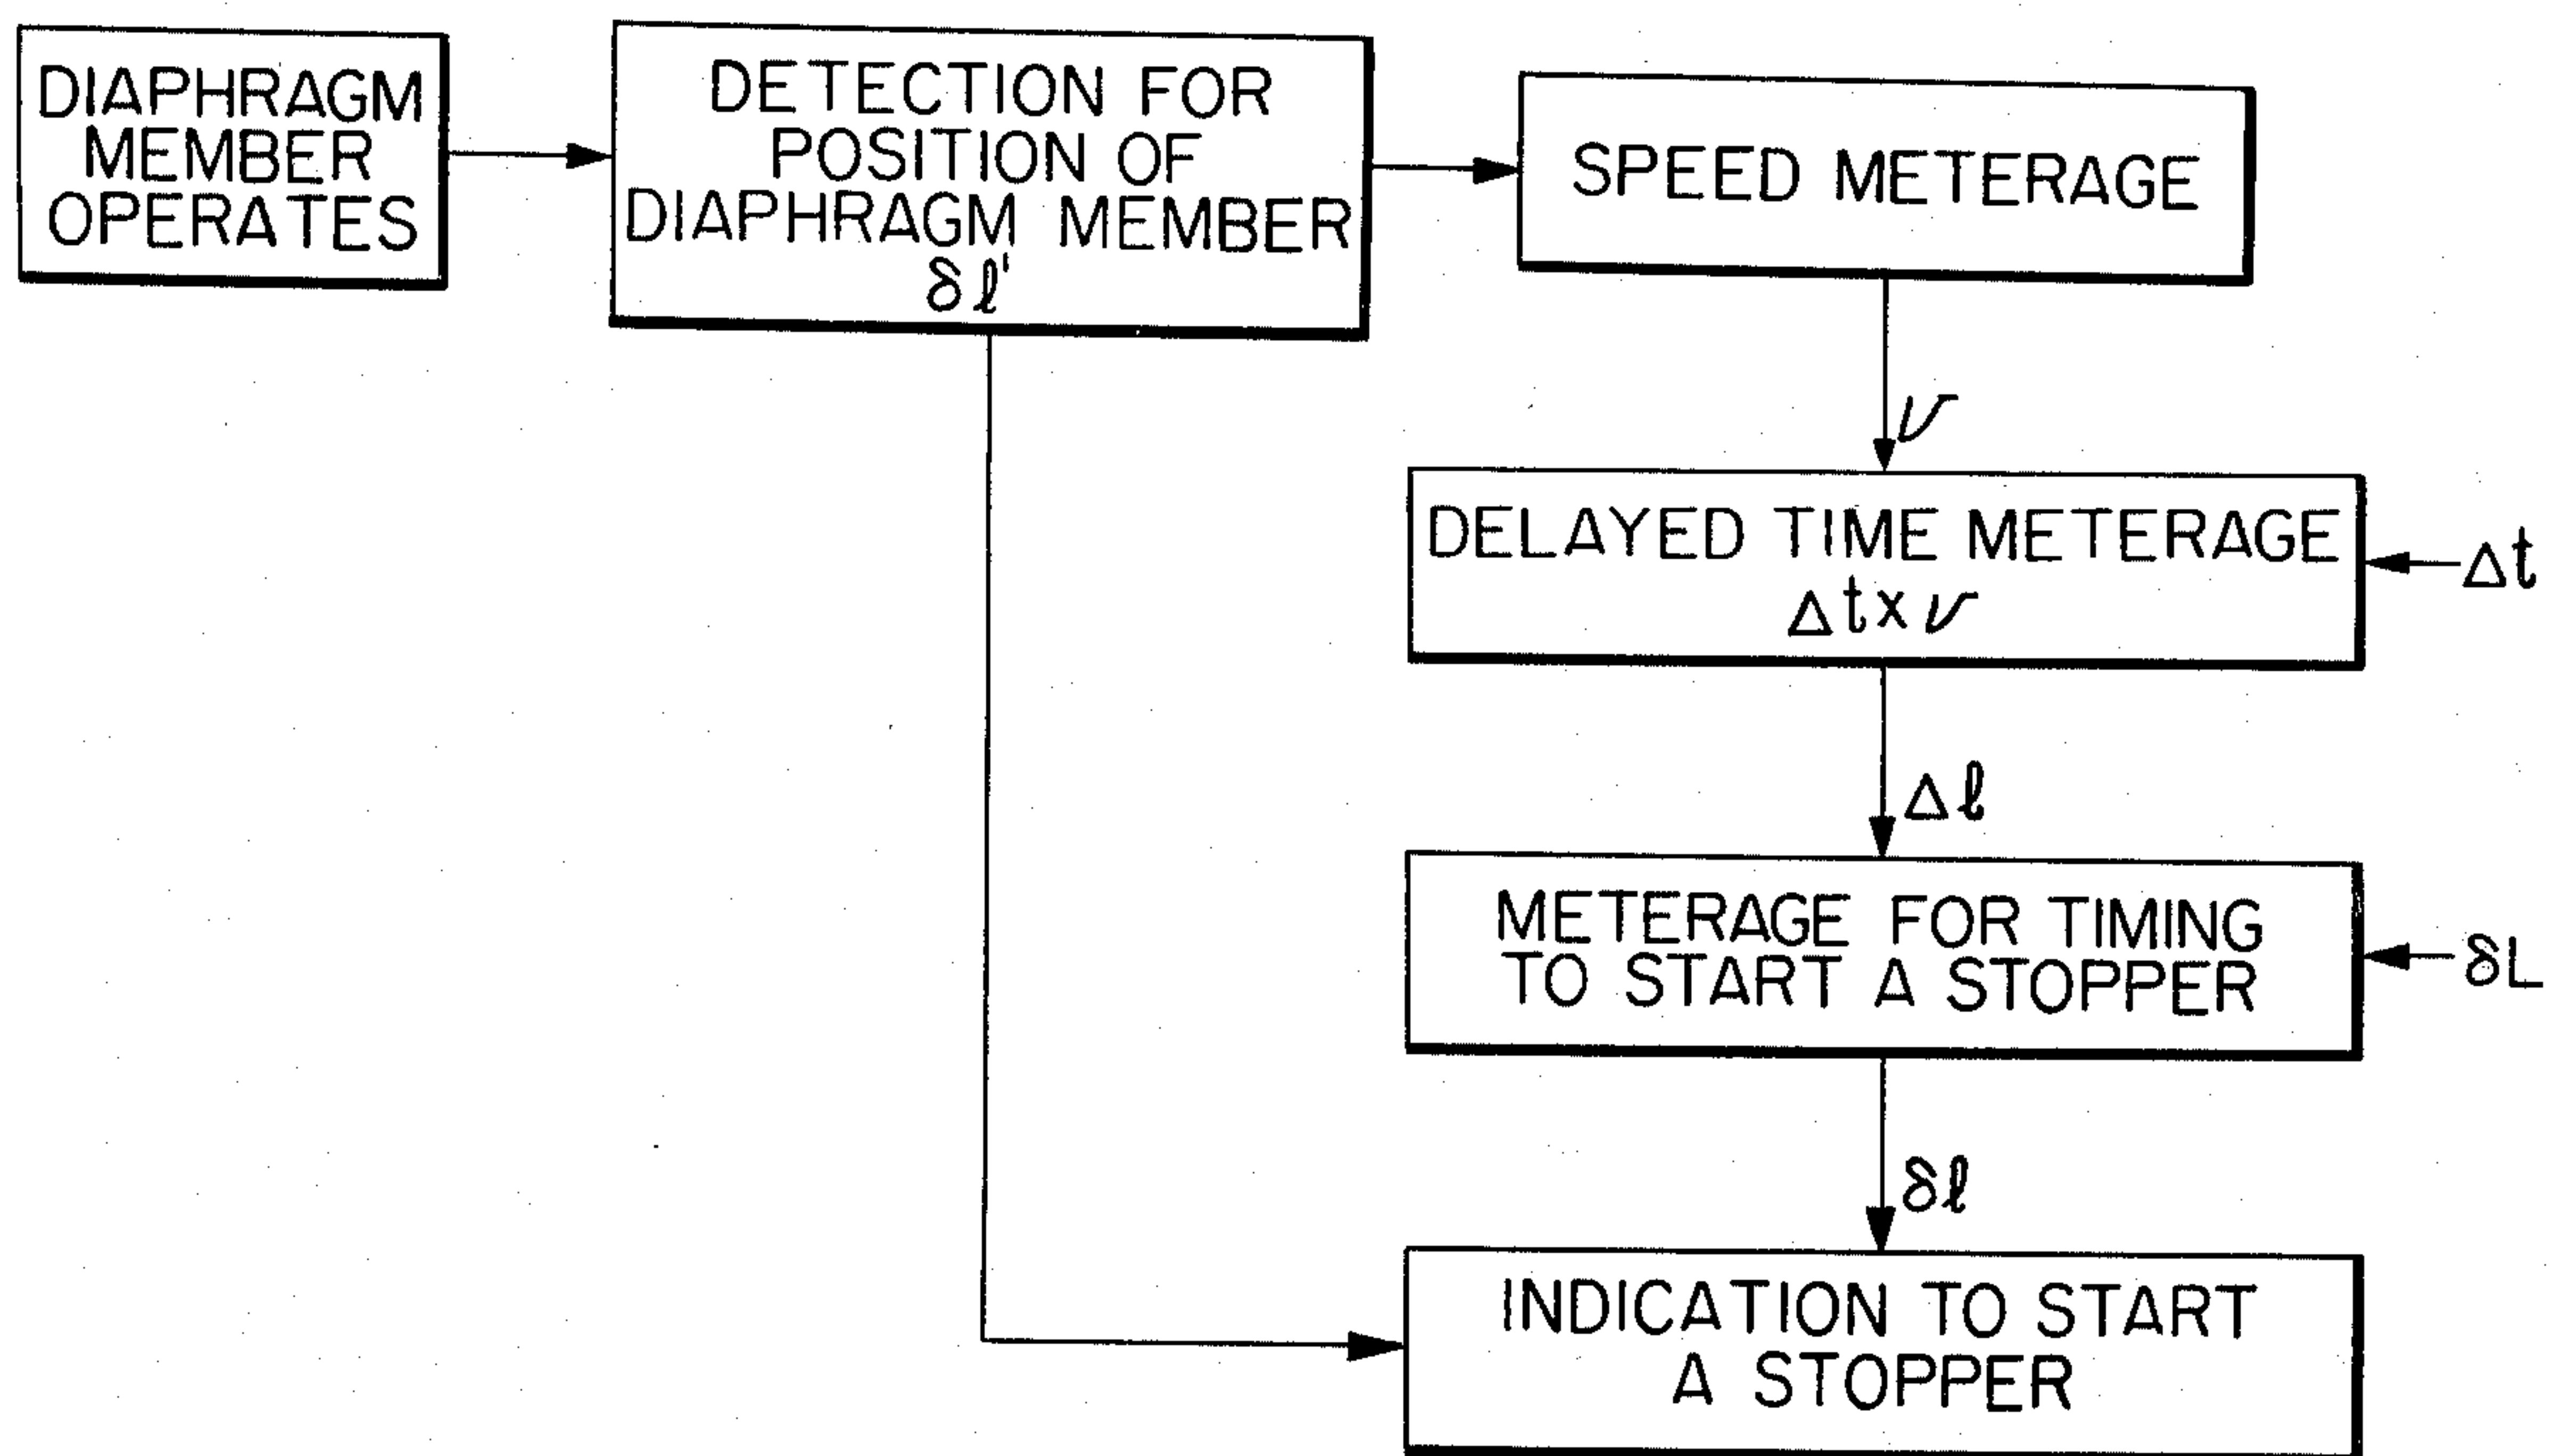 DIAPHRAGM
MEMBER
OPERATES
DETECTION FOR
POSITION OF
DIAPHRAGM MEMBER
δℓ'
SPEED METERAGE
v
DELAYED TIME METERAGE
Δt×v
Δt
Δℓ
METERAGE FOR TIMING
TO START A STOPPER
δL
δℓ
INDICATION TO START
A STOPPER